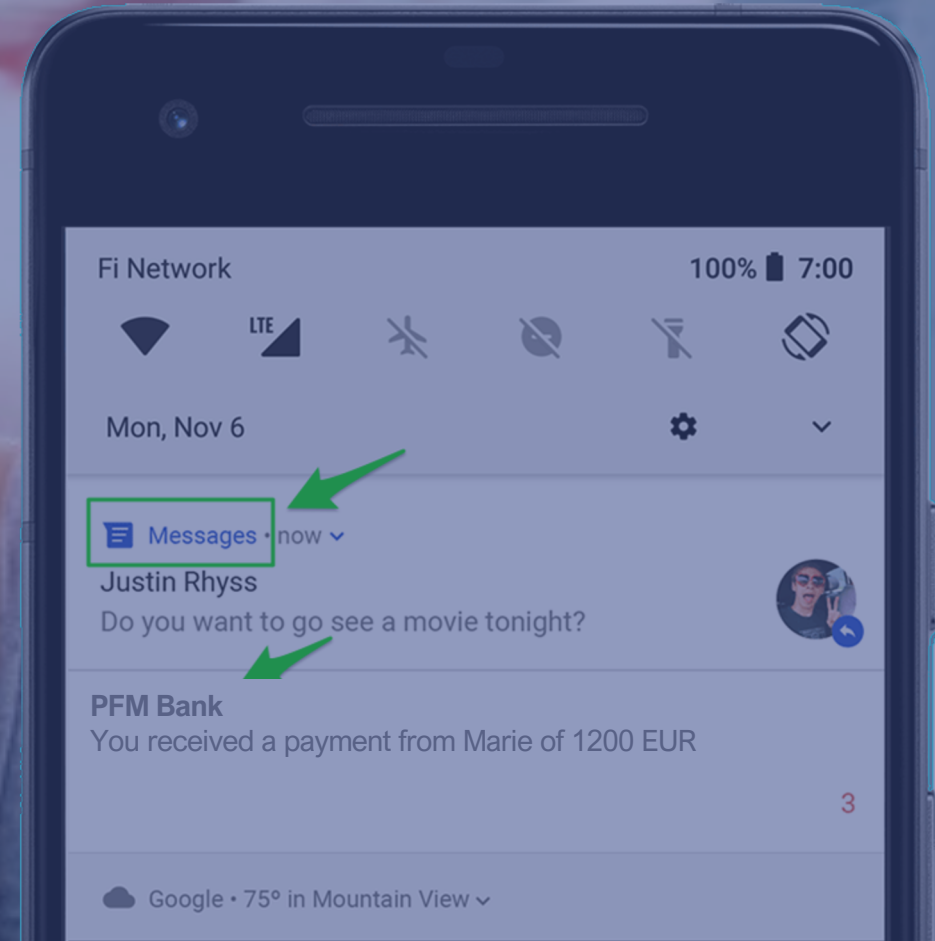 Fi Network 100% 7:00
LTE
Mon, Nov 6
Messages • now
Justin Rhyss
Do you want to go see a movie tonight?
PFM Bank
You received a payment from Marie of 1200 EUR
3
Google • 75º in Mountain View